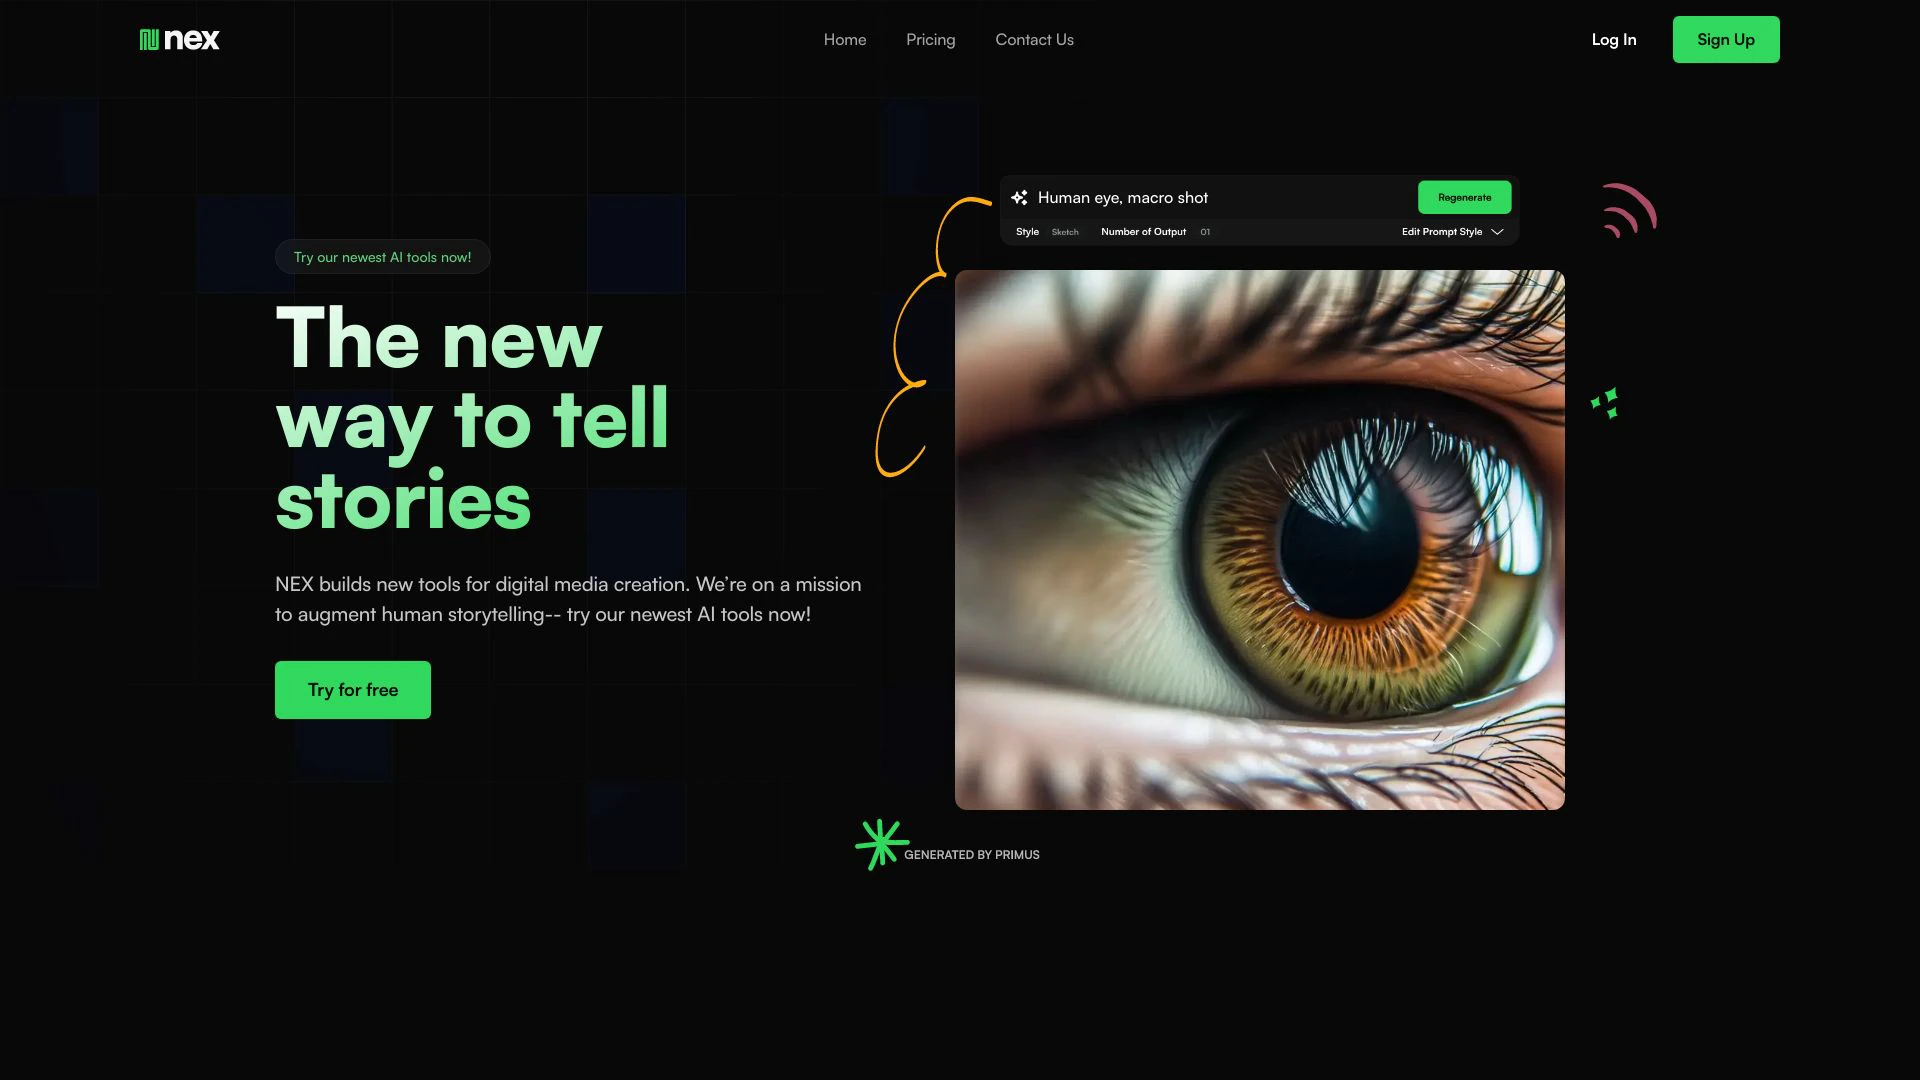 nex
Home
Pricing
Contact Us
Log In
Sign Up
Try our newest AI tools now!
The new
way to tell
stories
NEX builds new tools for digital media creation. We’re on a mission
to augment human storytelling-- try our newest AI tools now!
Try for free
Human eye, macro shot
Regenerate
Style Sketch Number of Output 01
Edit Prompt Style
GENERATED BY PRIMUS